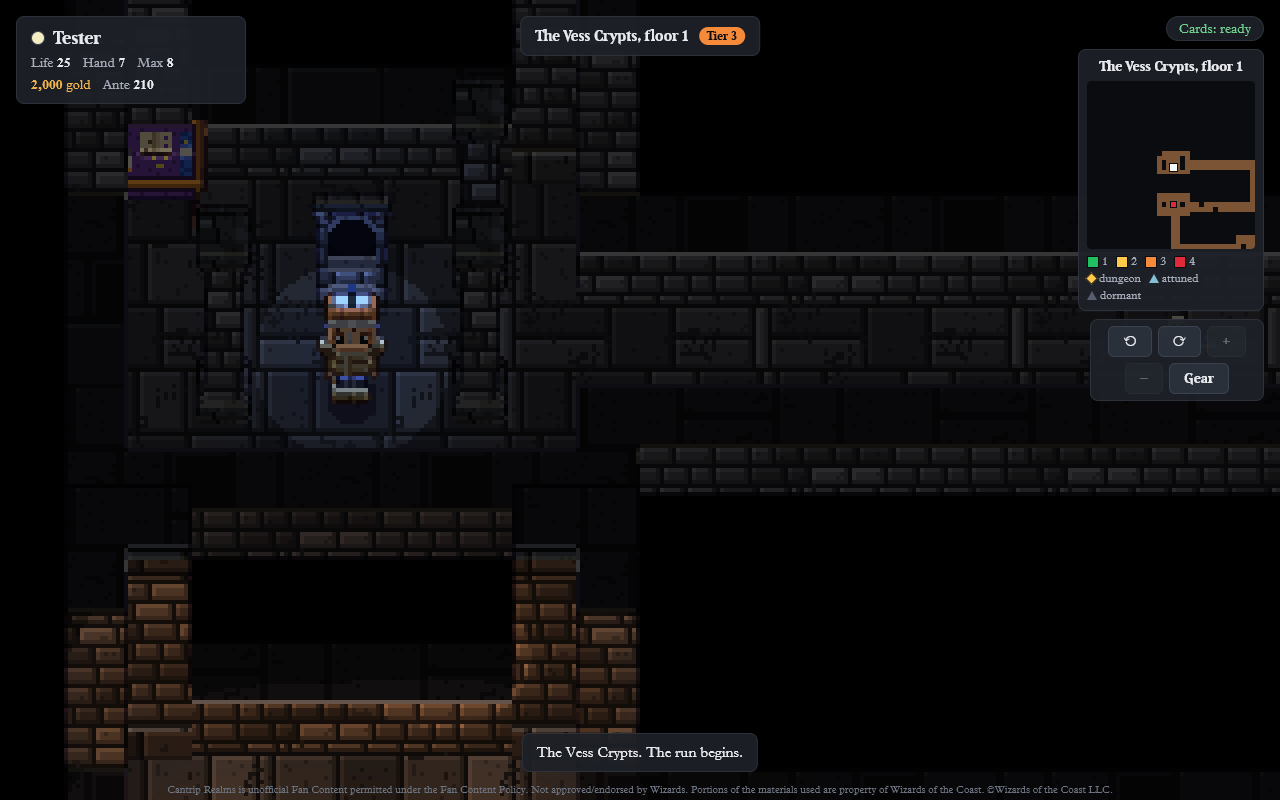 Tester
Life 25 Hand 7 Max 8
2,000 gold Ante 210
The Vess Crypts, floor 1 Tier 3
Cards: ready
The Vess Crypts, floor 1
1 2 3 4
dungeon attuned
dormant
+
− Gear
The Vess Crypts. The run begins.
Cantrip Realms is unofficial Fan Content permitted under the Fan Content Policy. Not approved/endorsed by Wizards. Portions of the materials used are property of Wizards of the Coast. ©Wizards of the Coast LLC.